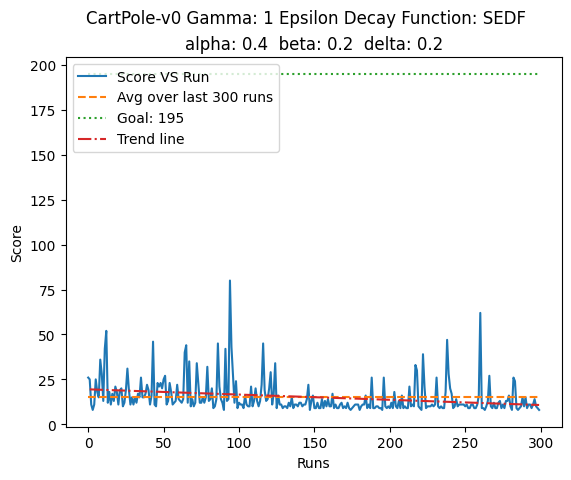 CartPole-v0 Gamma: 1 Epsilon Decay Function: SEDF
alpha: 0.4 beta: 0.2 delta: 0.2
Score VS Run
Avg over last 300 runs
Goal: 195
Trend line
200
175
150
125
100
75
50
25
0
Score
0 50 100 150 200 250 300
Runs